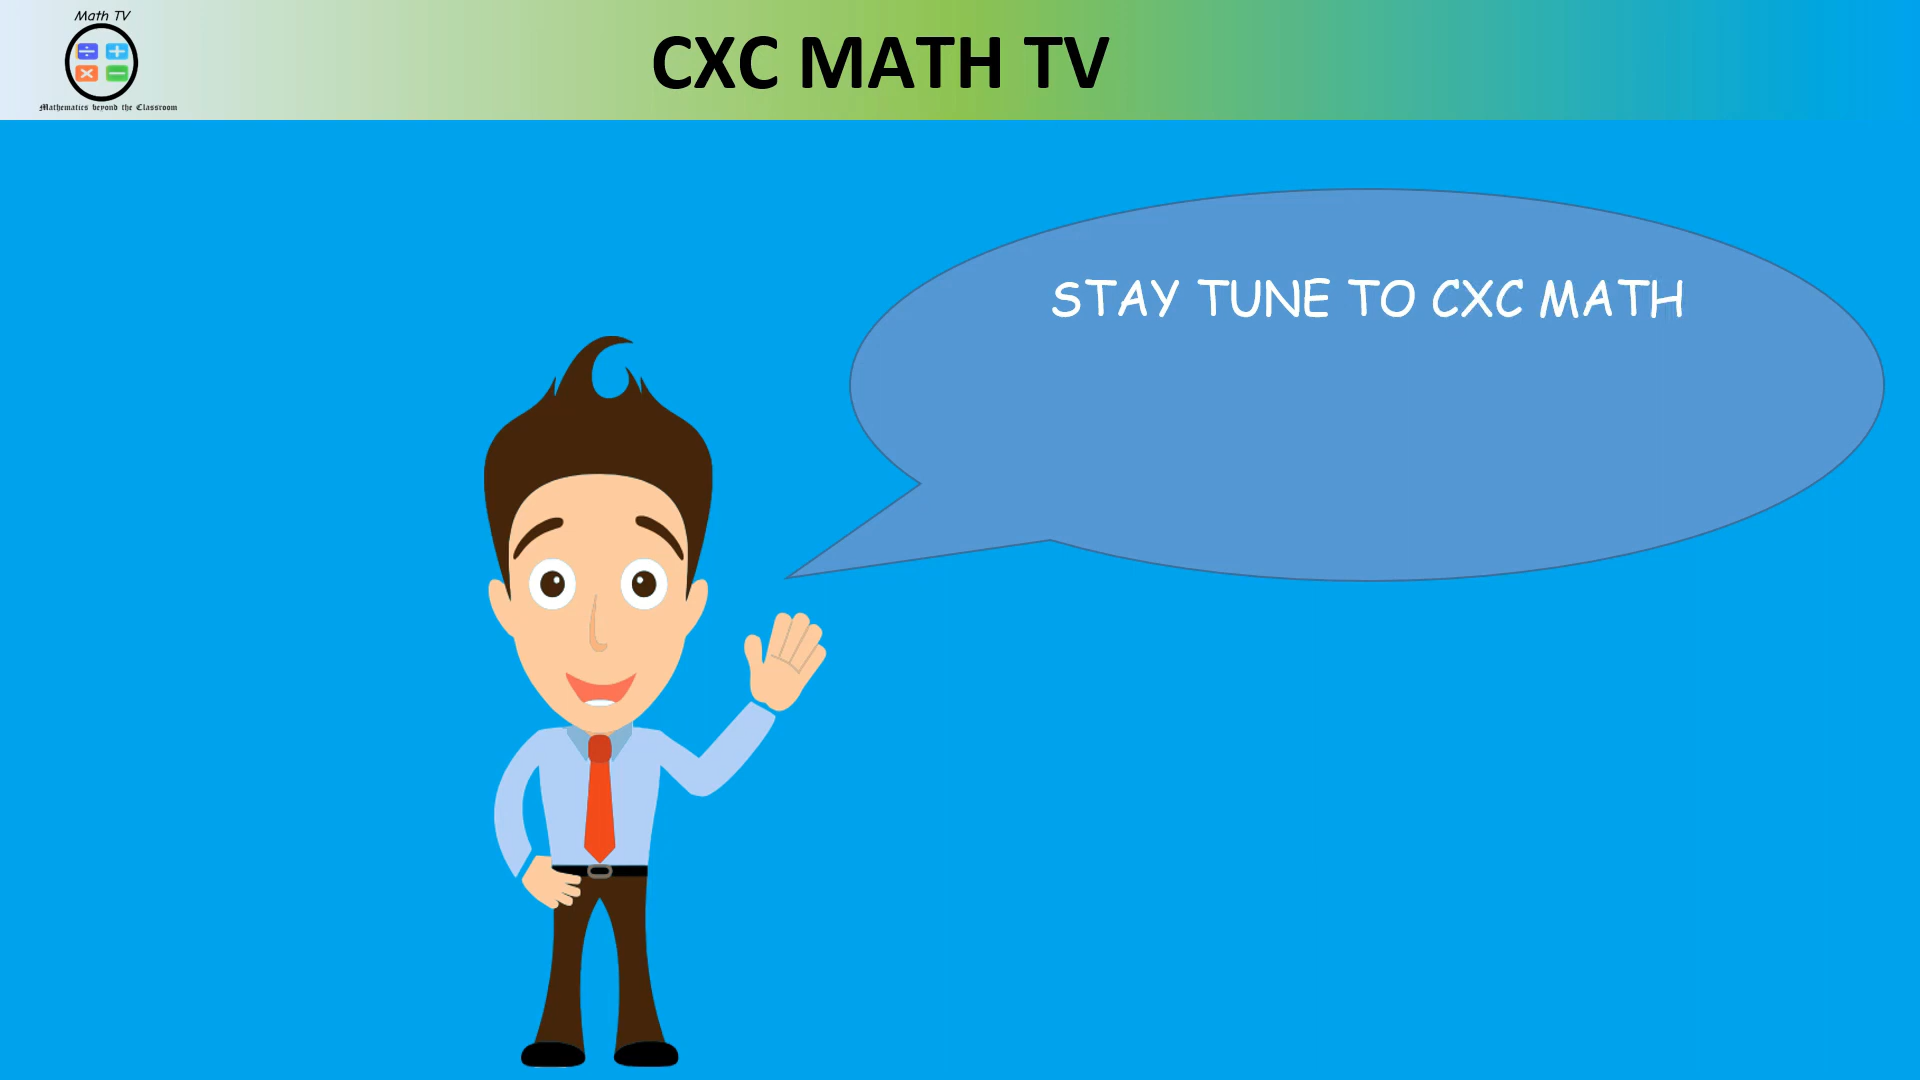 Math TV
Mathematics beyond the Classroom
CXC MATH TV
STAY TUNE TO CXC MATH